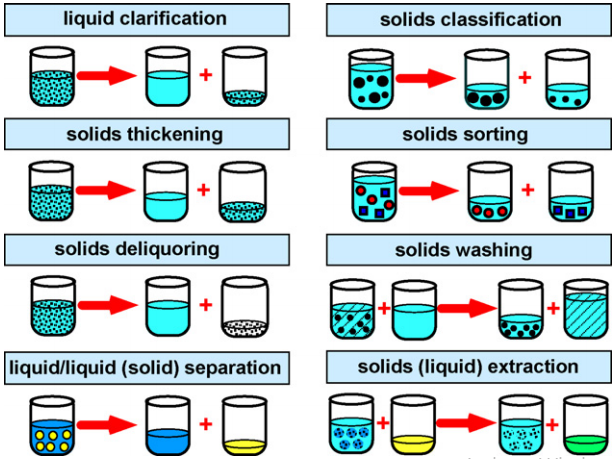 liquid clarification
solids classification
+
+
solids thickening
solids sorting
+
+
solids deliquoring
solids washing
+
+
+
liquid/liquid (solid) separation
solids (liquid) extraction
+
+
+